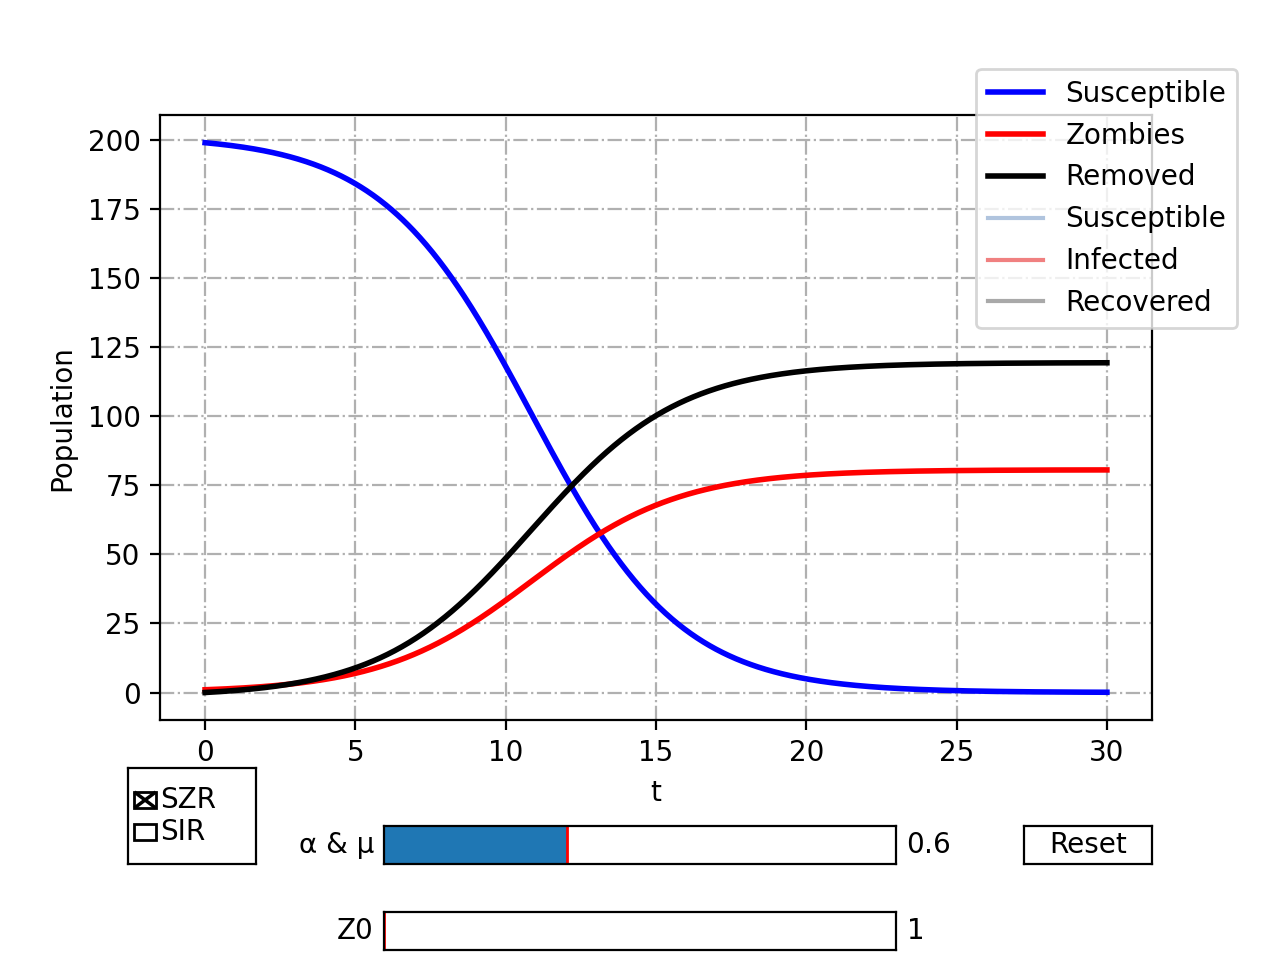 Susceptible
Zombies
Removed
Susceptible
Infected
Recovered
200
175
150
125
100
75
50
25
0
Population
0 5 10 15 20 25 30
t
SZR
SIR
α & μ 0.6
Reset
Z0 1